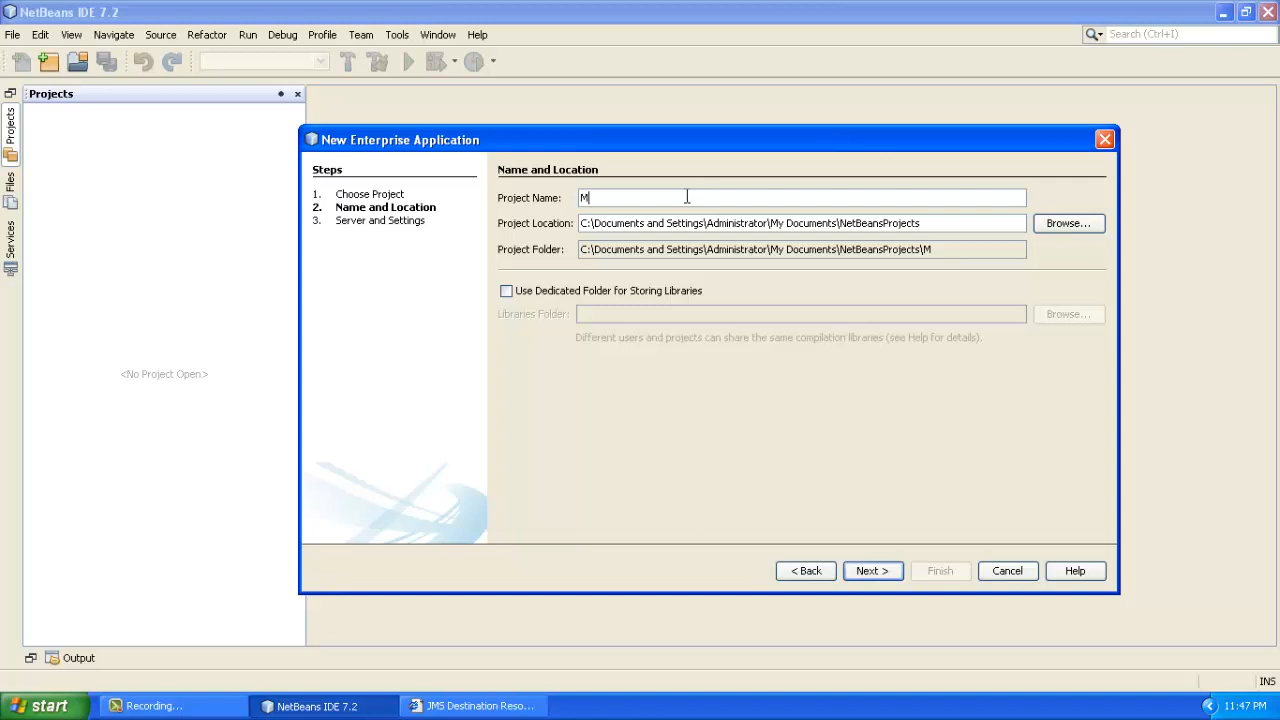 NetBeans IDE 7.2
File Edit View Navigate Source Refactor Run Debug Profile Team Tools Window Help
Search (Ctrl+I)
Projects
Projects
Files
Services
<No Project Open>
New Enterprise Application
Steps
1. Choose Project
2. Name and Location
3. Server and Settings
Name and Location
Project Name: M
Project Location: C:\Documents and Settings\Administrator\My Documents\NetBeansProjects Browse...
Project Folder: C:\Documents and Settings\Administrator\My Documents\NetBeansProjects\M
Use Dedicated Folder for Storing Libraries
Libraries Folder: Browse...
Different users and projects can share the same compilation libraries (see Help for details).
< Back Next > Finish Cancel Help
Output
INS
start Recording... NetBeans IDE 7.2 JMS Destination Reso... 11:47 PM